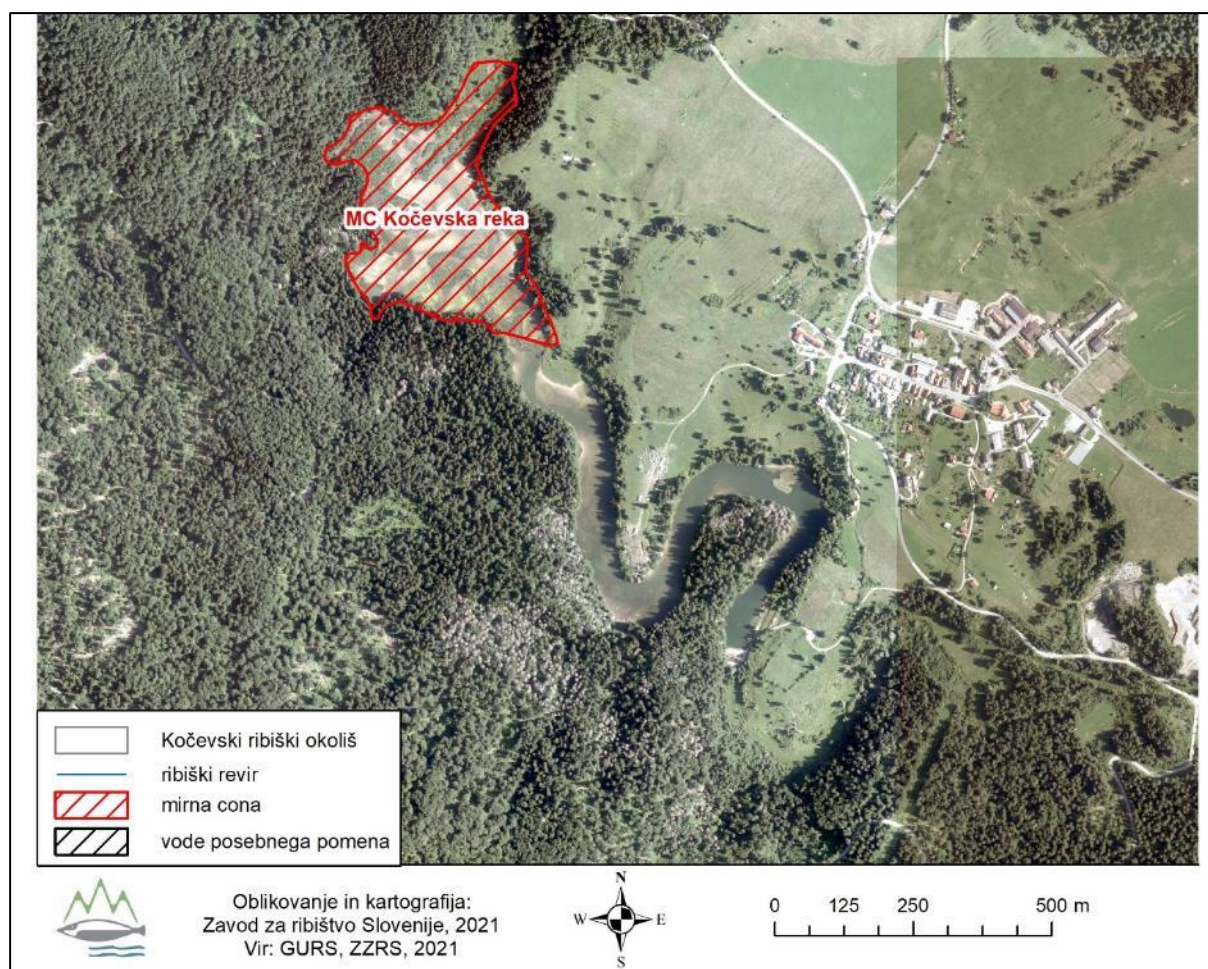 MC Kočevska reka
Kočevski ribiški okoliš
ribiški revir
mirna cona
vode posebnega pomena
Oblikovanje in kartografija:
Zavod za ribištvo Slovenije, 2021
Vir: GURS, ZZRS, 2021
N
W E
S
0 125 250 500 m